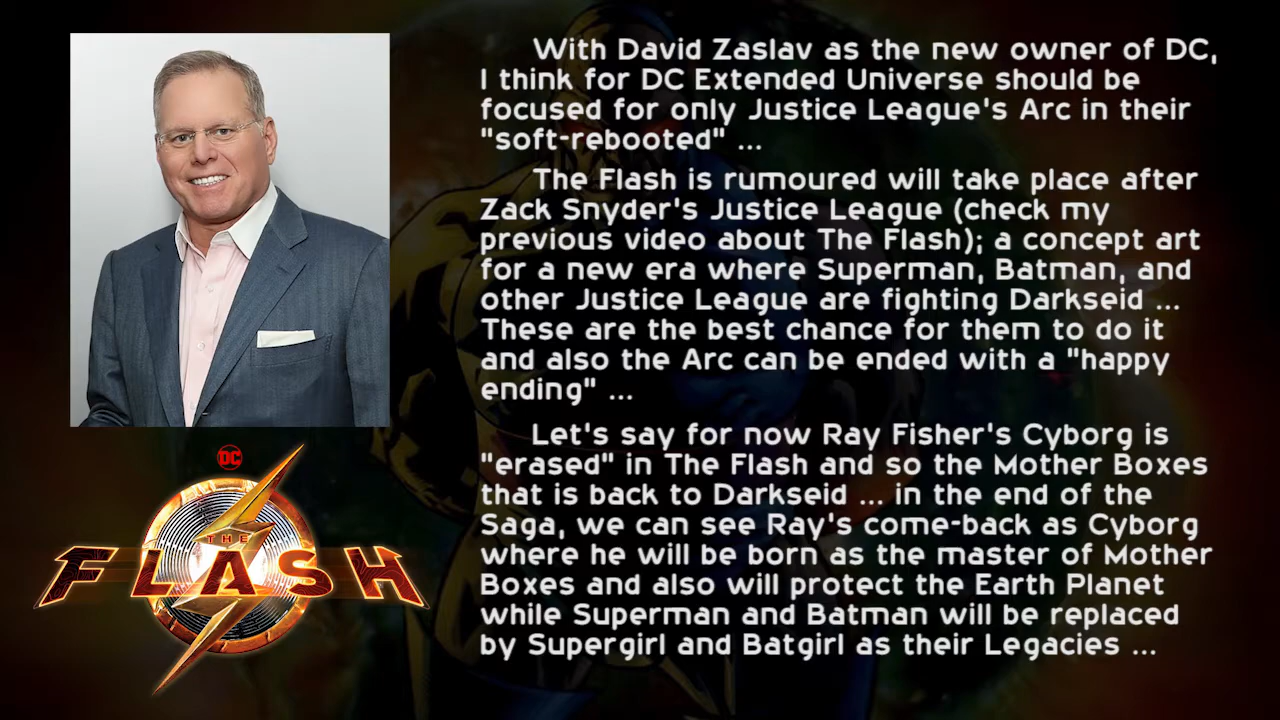 With David Zaslav as the new owner of DC,
I think for DC Extended Universe should be
focused for only Justice League's Arc in their
"soft-rebooted" ...
The Flash is rumoured will take place after
Zack Snyder's Justice League (check my
previous video about The Flash); a concept art
for a new era where Superman, Batman, and
other Justice League are fighting Darkseid ...
These are the best chance for them to do it
and also the Arc can be ended with a "happy
ending" ...
Let's say for now Ray Fisher's Cyborg is
"erased" in The Flash and so the Mother Boxes
that is back to Darkseid ... in the end of the
Saga, we can see Ray's come-back as Cyborg
where he will be born as the master of Mother
Boxes and also will protect the Earth Planet
while Superman and Batman will be replaced
by Supergirl and Batgirl as their Legacies ...
DC
THE
FLASH